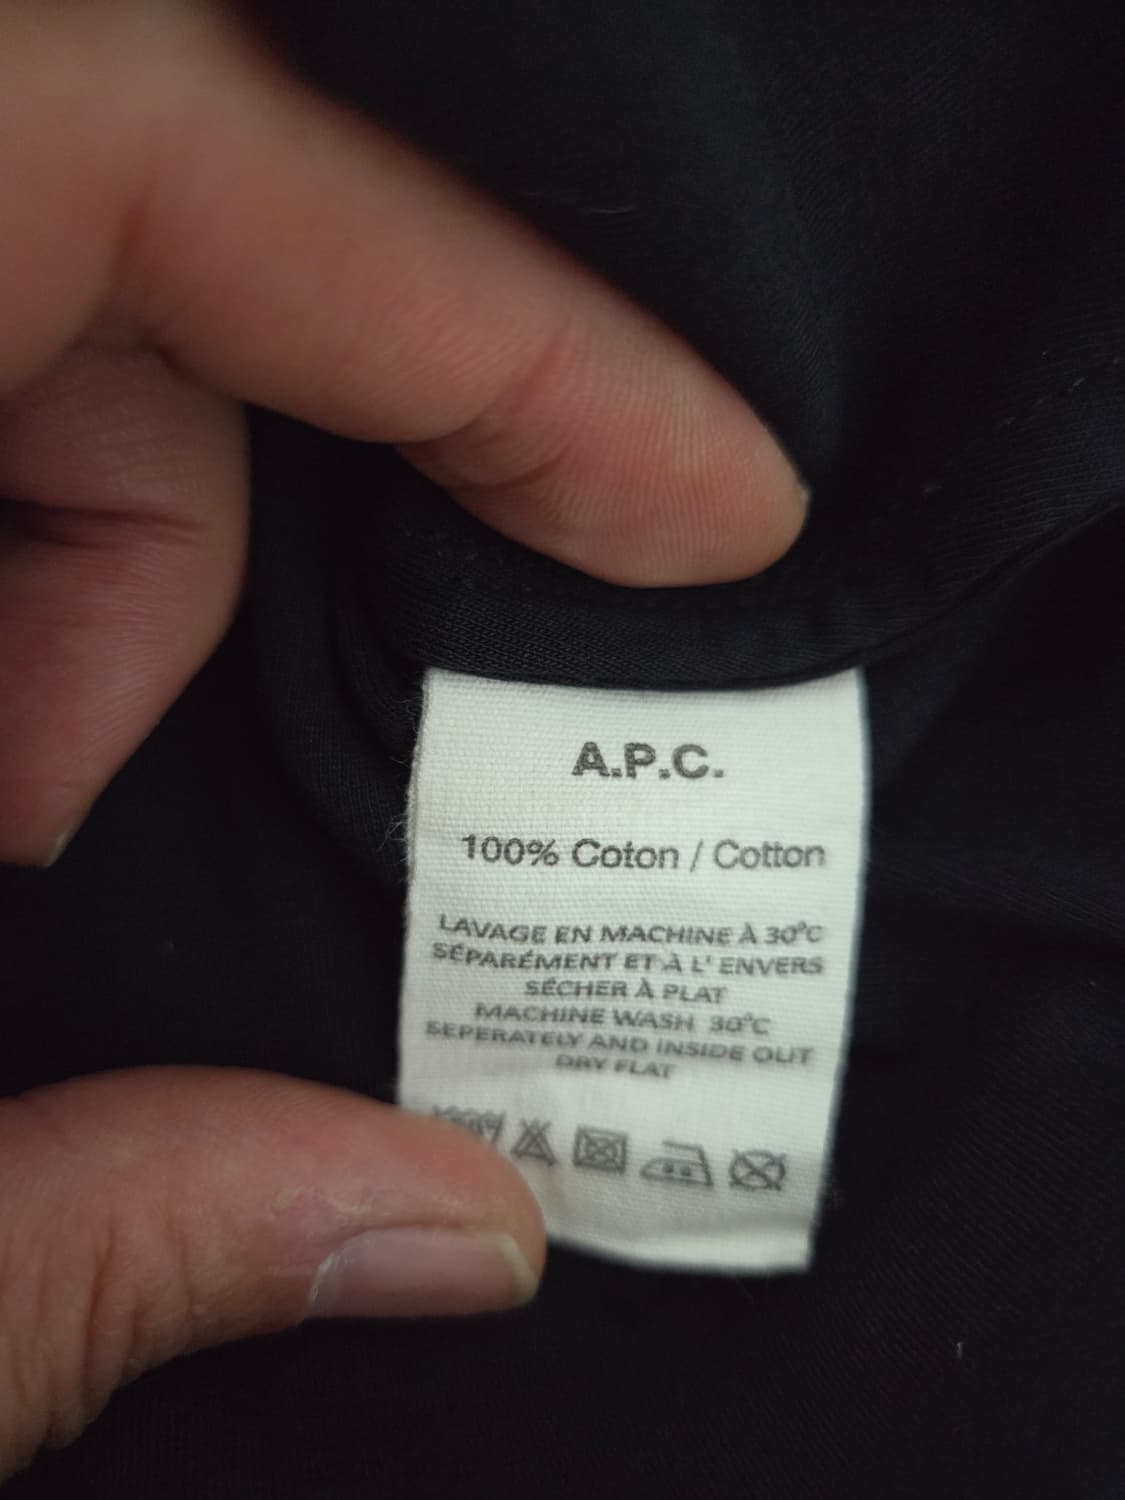 A.P.C.
100% Coton / Cotton
LAVAGE EN MACHINE À 30°C
SÉPARÉMENT ET À L' ENVERS
SÉCHER À PLAT
MACHINE WASH 30°C
SEPERATELY AND INSIDE OUT
DRY FLAT